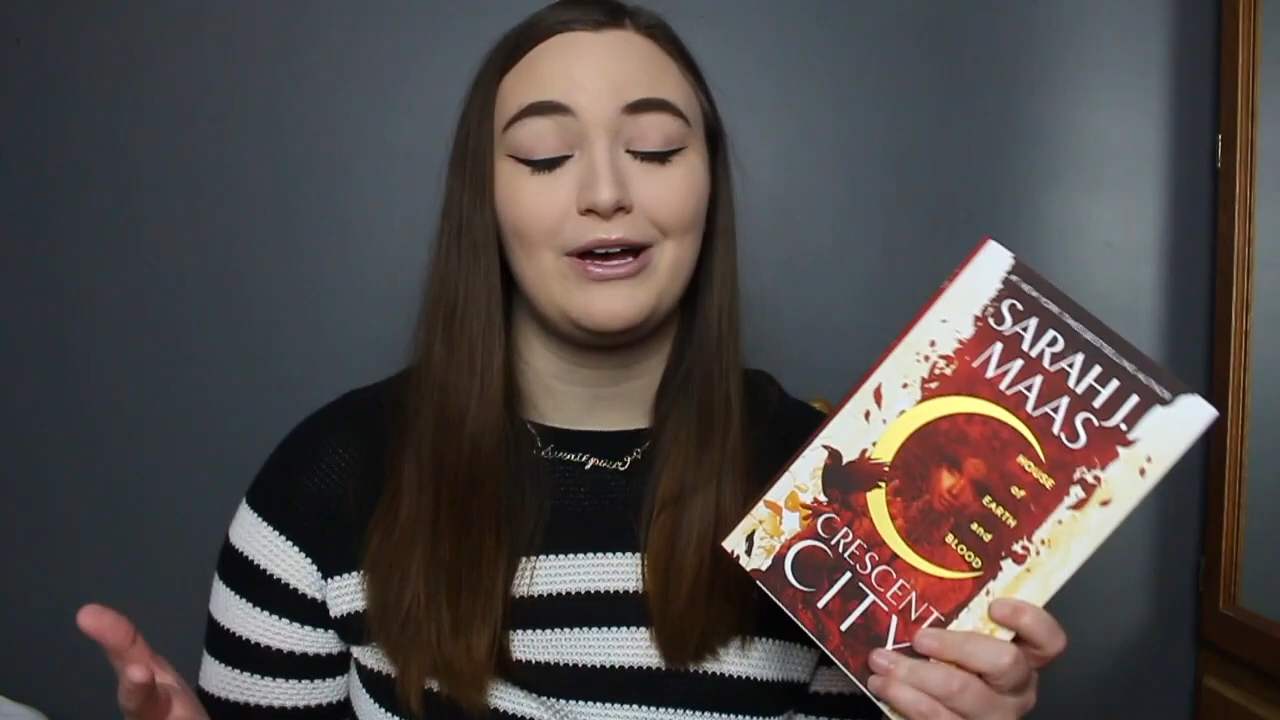 SARAH J.
MAAS
HOUSE
of
EARTH
and
BLOOD
CRESCENT
CITY